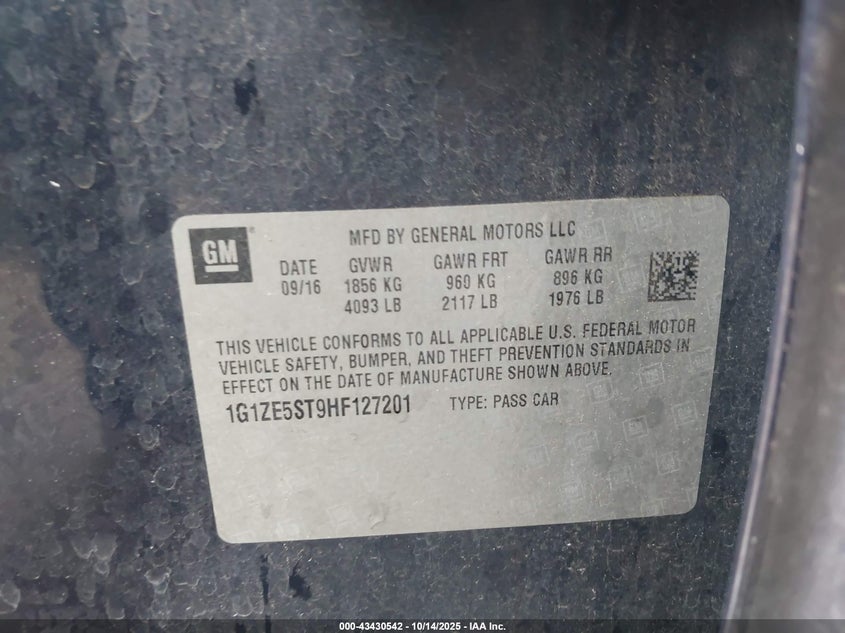 GM
MFD BY GENERAL MOTORS LLC
DATE GVWR GAWR FRT GAWR RR
09/16 1856 KG 960 KG 896 KG
4093 LB 2117 LB 1976 LB
THIS VEHICLE CONFORMS TO ALL APPLICABLE U.S. FEDERAL MOTOR
VEHICLE SAFETY, BUMPER, AND THEFT PREVENTION STANDARDS IN
EFFECT ON THE DATE OF MANUFACTURE SHOWN ABOVE.
1G1ZE5ST9HF127201 TYPE: PASS CAR
000-43430542 - 10/14/2025 - IAA Inc.